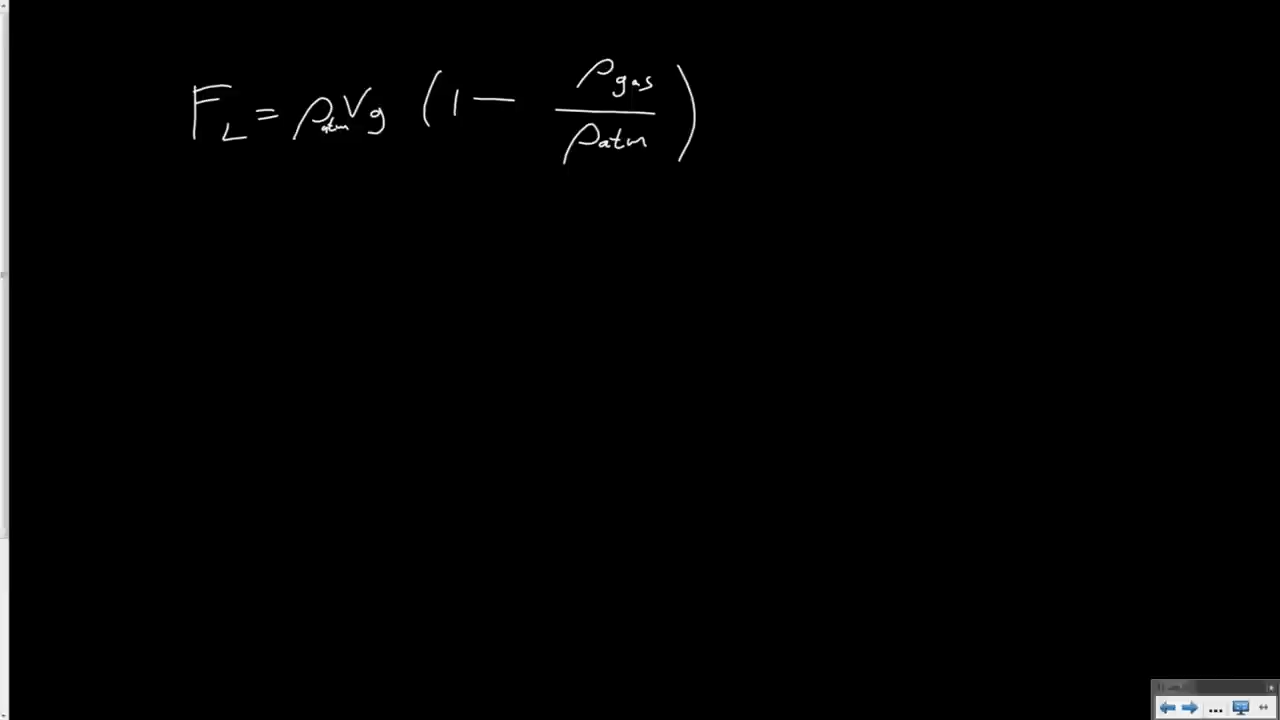 F_L = ρ_atm V g (1 − ρ_gas / ρ_atm)